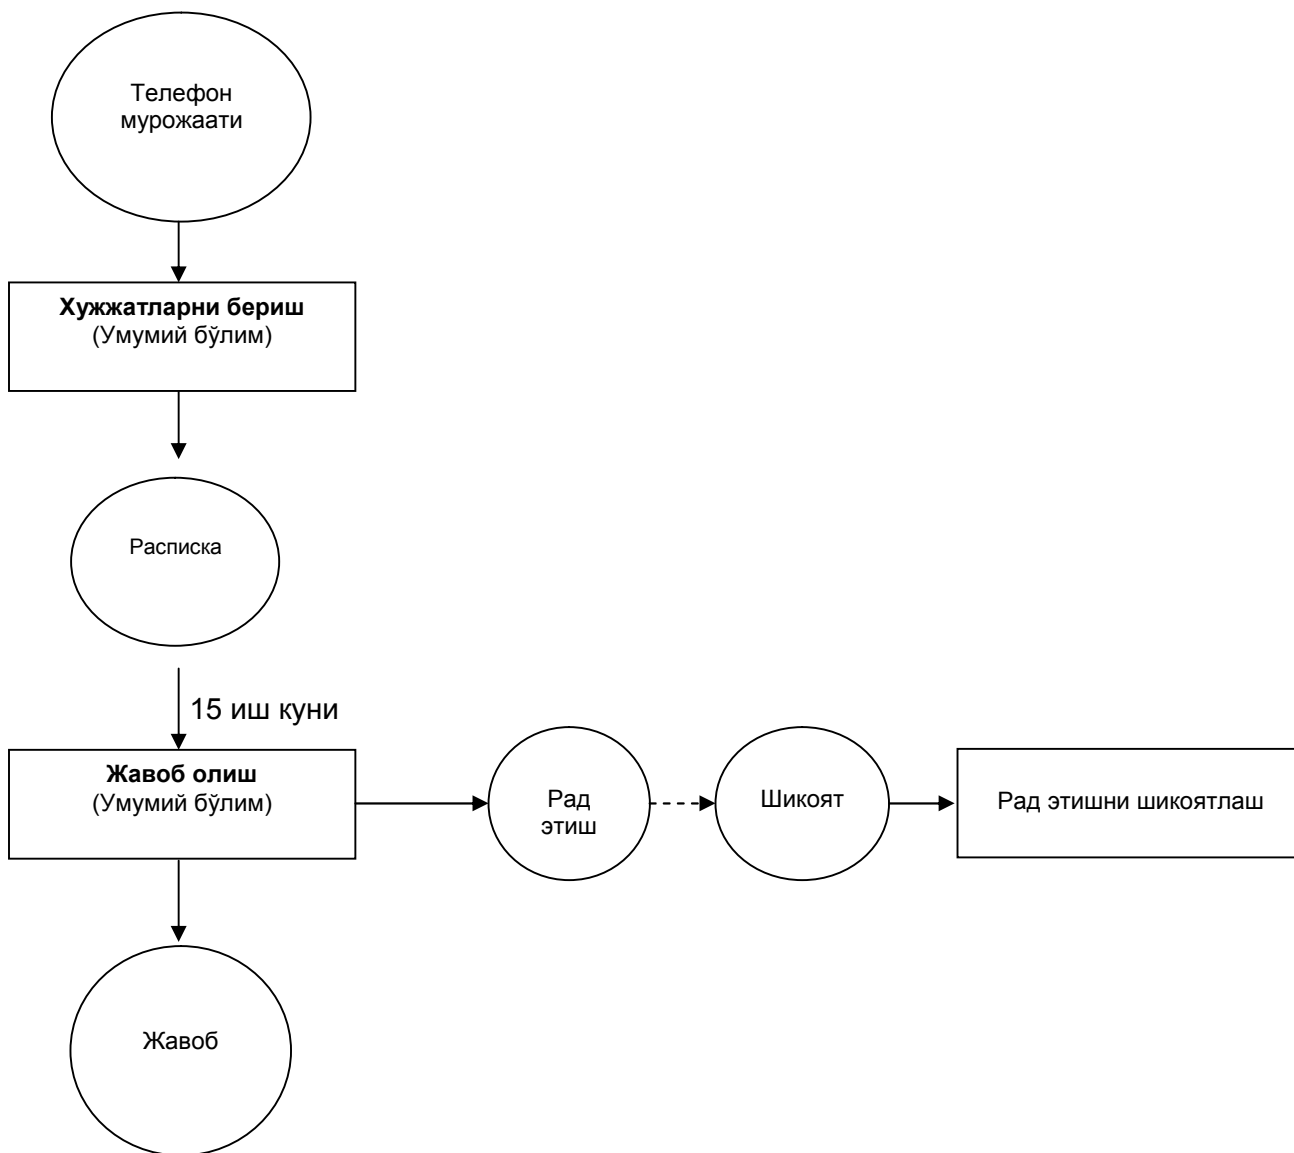 Телефон
мурожаати
Хужжатларни бериш
(Умумий бўлим)
Расписка
15 иш куни
Жавоб олиш
(Умумий бўлим)
Рад
этиш
Шикоят
Рад этишни шикоятлаш
Жавоб